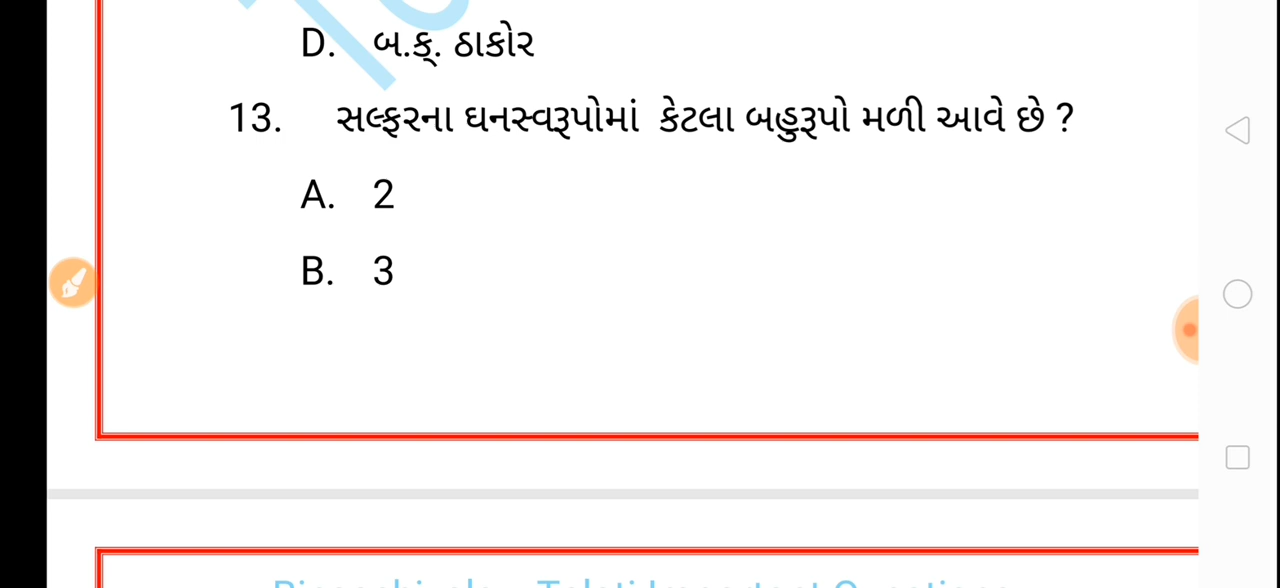 D. બ.ક્. ઠાકોર
13. સલ્ફરના ઘનસ્વરૂપોમાં કેટલા બહુરૂપો મળી આવે છે ?
A. 2
B. 3